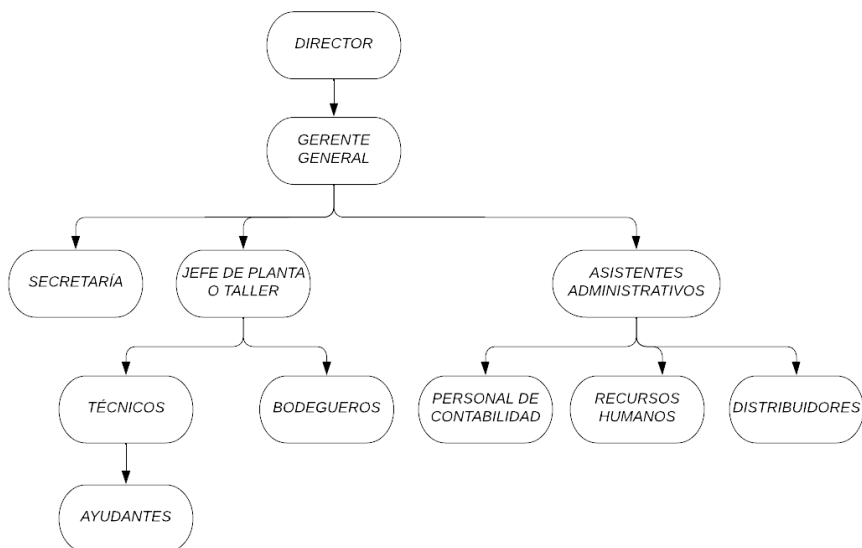 DIRECTOR
GERENTE
GENERAL
SECRETARÍA
JEFE DE PLANTA
O TALLER
ASISTENTES
ADMINISTRATIVOS
TÉCNICOS
BODEGUEROS
PERSONAL DE
CONTABILIDAD
RECURSOS
HUMANOS
DISTRIBUIDORES
AYUDANTES